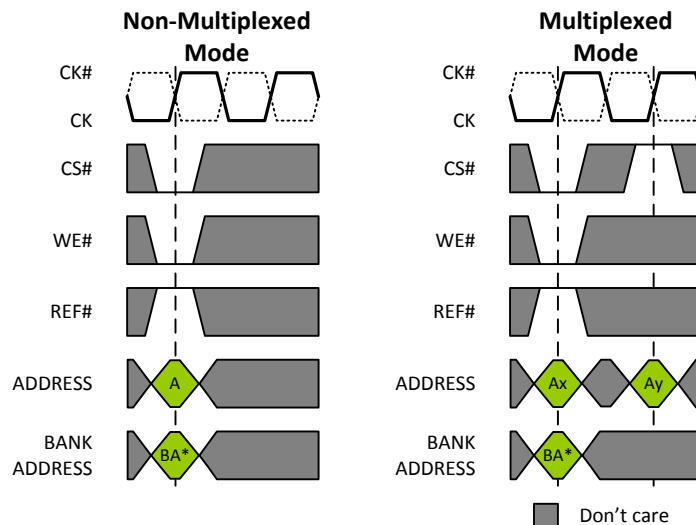 Non-Multiplexed
Mode
Multiplexed
Mode
CK#
CK
CS#
WE#
REF#
ADDRESS
A
BANK
ADDRESS
BA*
CK#
CK
CS#
WE#
REF#
ADDRESS
Ax
Ay
BANK
ADDRESS
BA*
Don't care